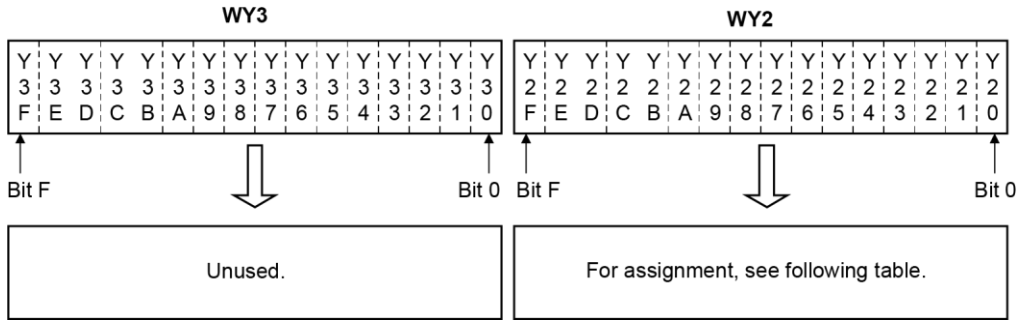 WY3 WY2
Y Y Y Y Y Y Y Y Y Y Y Y Y Y Y Y Y Y Y Y Y Y Y Y Y Y Y Y Y Y Y Y
3 3 3 3 3 3 3 3 3 3 3 3 3 3 3 3 2 2 2 2 2 2 2 2 2 2 2 2 2 2 2 2
F E D C B A 9 8 7 6 5 4 3 2 1 0 F E D C B A 9 8 7 6 5 4 3 2 1 0
Bit F Bit 0 Bit F Bit 0
Unused. For assignment, see following table.